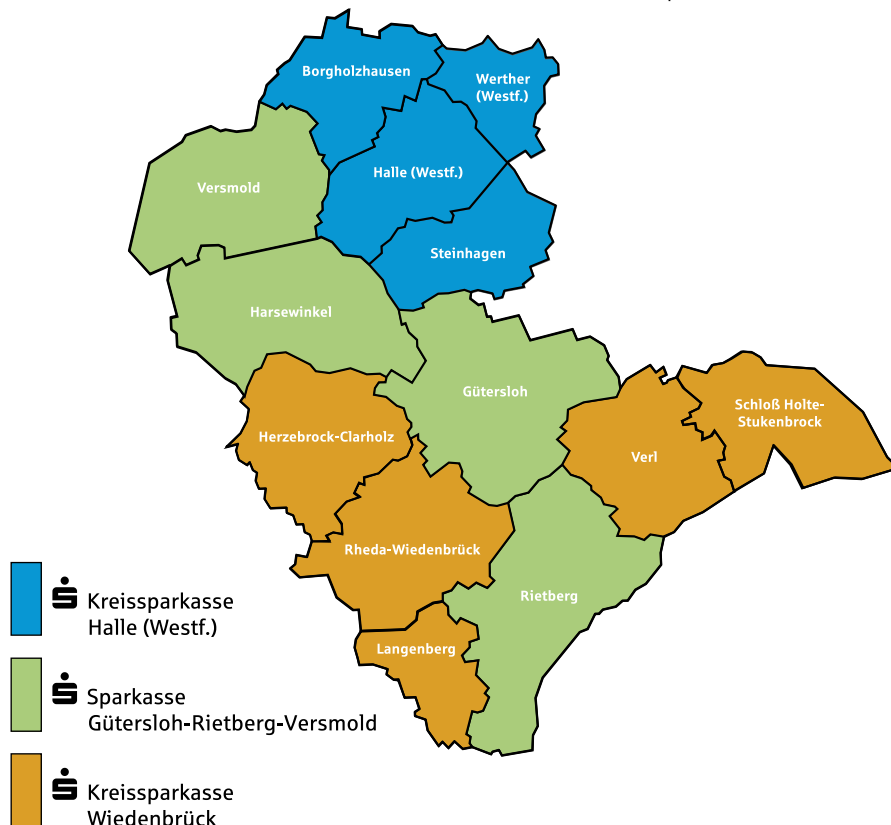 Borgholzhausen
Werther
(Westf.)
Versmold
Halle (Westf.)
Steinhagen
Harsewinkel
Gütersloh
Schloß Holte-
Stukenbrock
Herzebrock-Clarholz
Verl
Rheda-Wiedenbrück
Rietberg
Langenberg
Kreissparkasse
Halle (Westf.)
Sparkasse
Gütersloh-Rietberg-Versmold
Kreissparkasse
Wiedenbrück